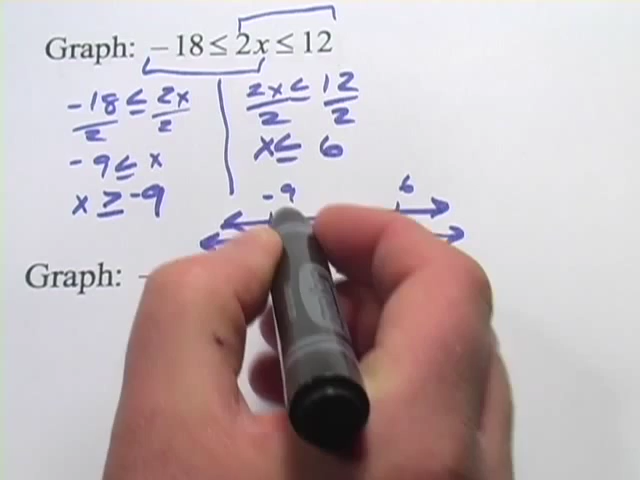 Graph: – 18 ≤ 2x ≤ 12
-18 ≤ 2x
2 2
-9 ≤ x
x ≥ -9
2x ≤ 12
2 2
x ≤ 6
-9 6
Graph: –